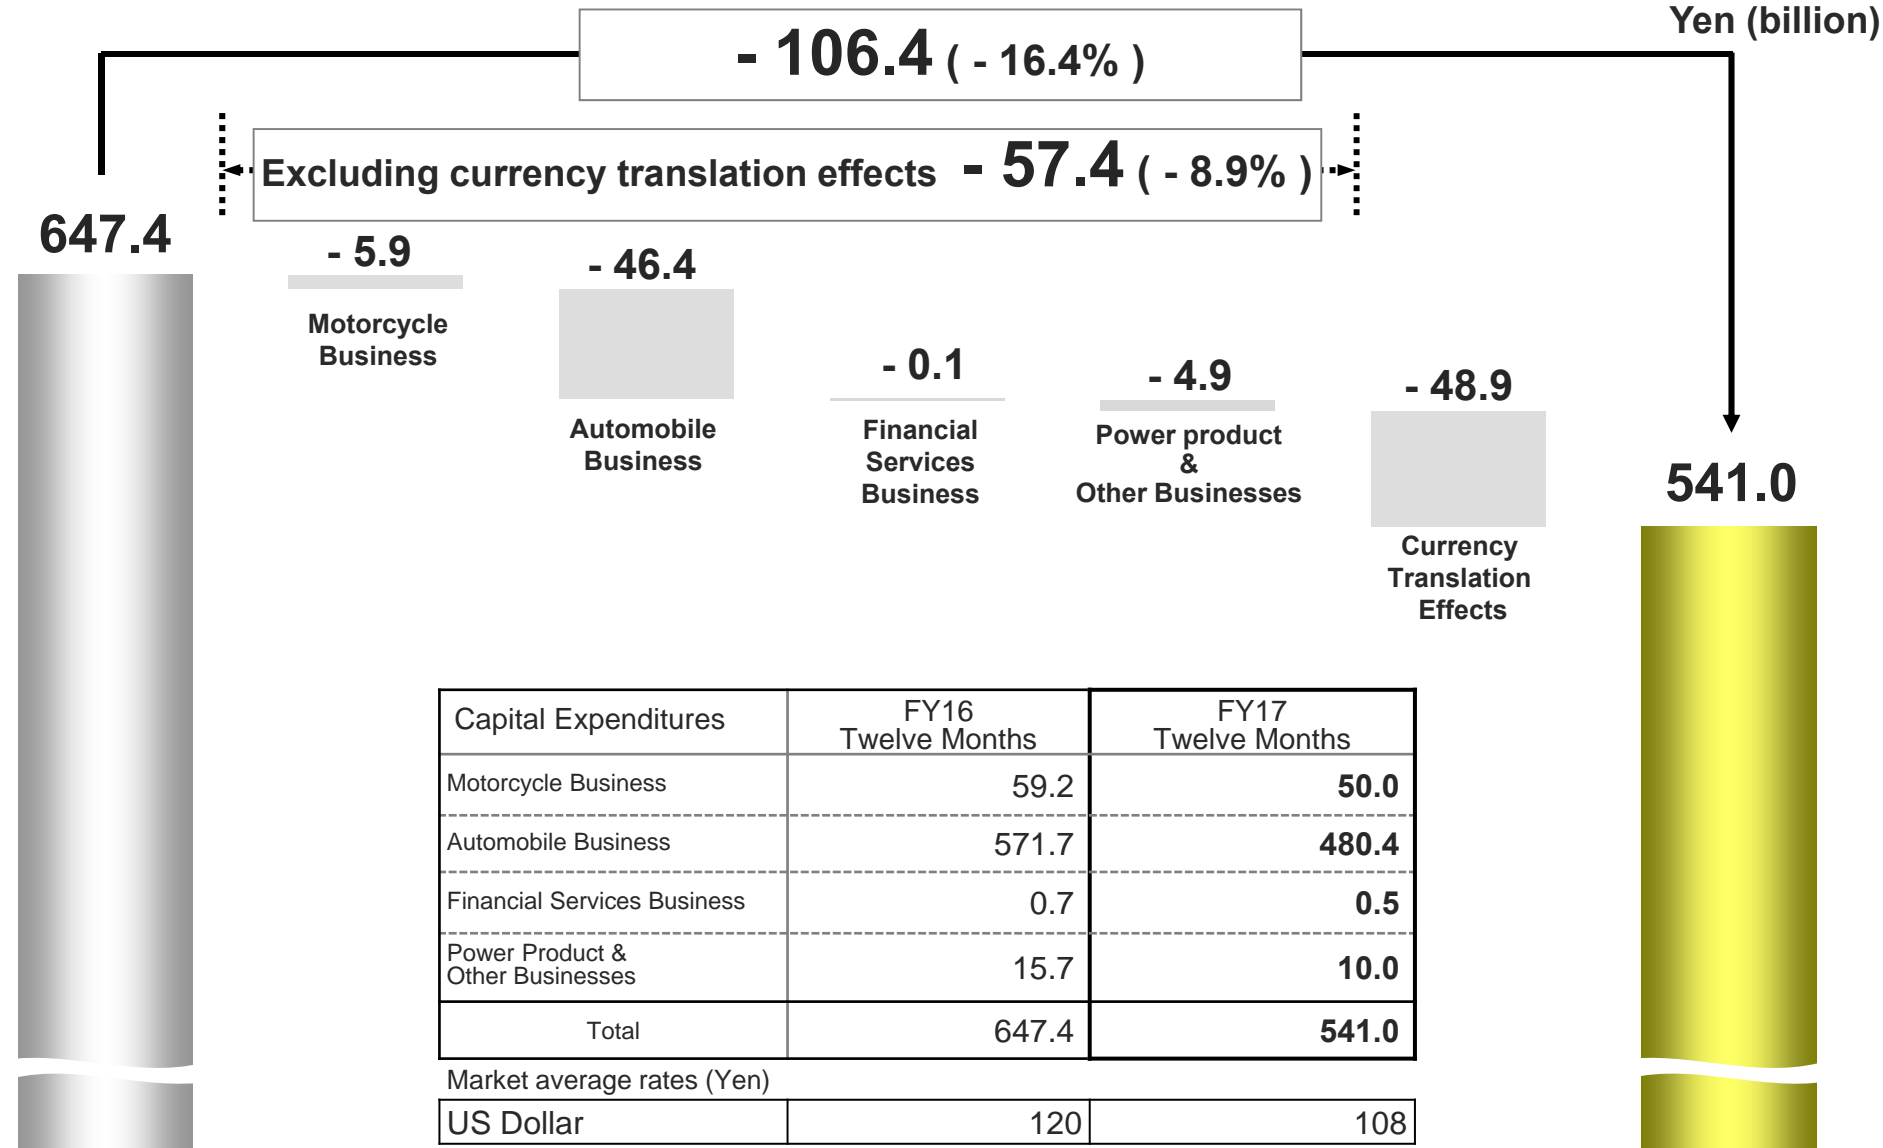 Yen (billion)
- 106.4 ( - 16.4% )
Excluding currency translation effects - 57.4 ( - 8.9% )
647.4
- 5.9
Motorcycle
Business
- 46.4
Automobile
Business
- 0.1
Financial
Services
Business
- 4.9
Power product
&
Other Businesses
- 48.9
Currency
Translation
Effects
541.0
Capital Expenditures FY16 FY17
Twelve Months Twelve Months
Motorcycle Business 59.2 50.0
Automobile Business 571.7 480.4
Financial Services Business 0.7 0.5
Power Product &
Other Businesses 15.7 10.0
Total 647.4 541.0
Market average rates (Yen)
US Dollar 120 108